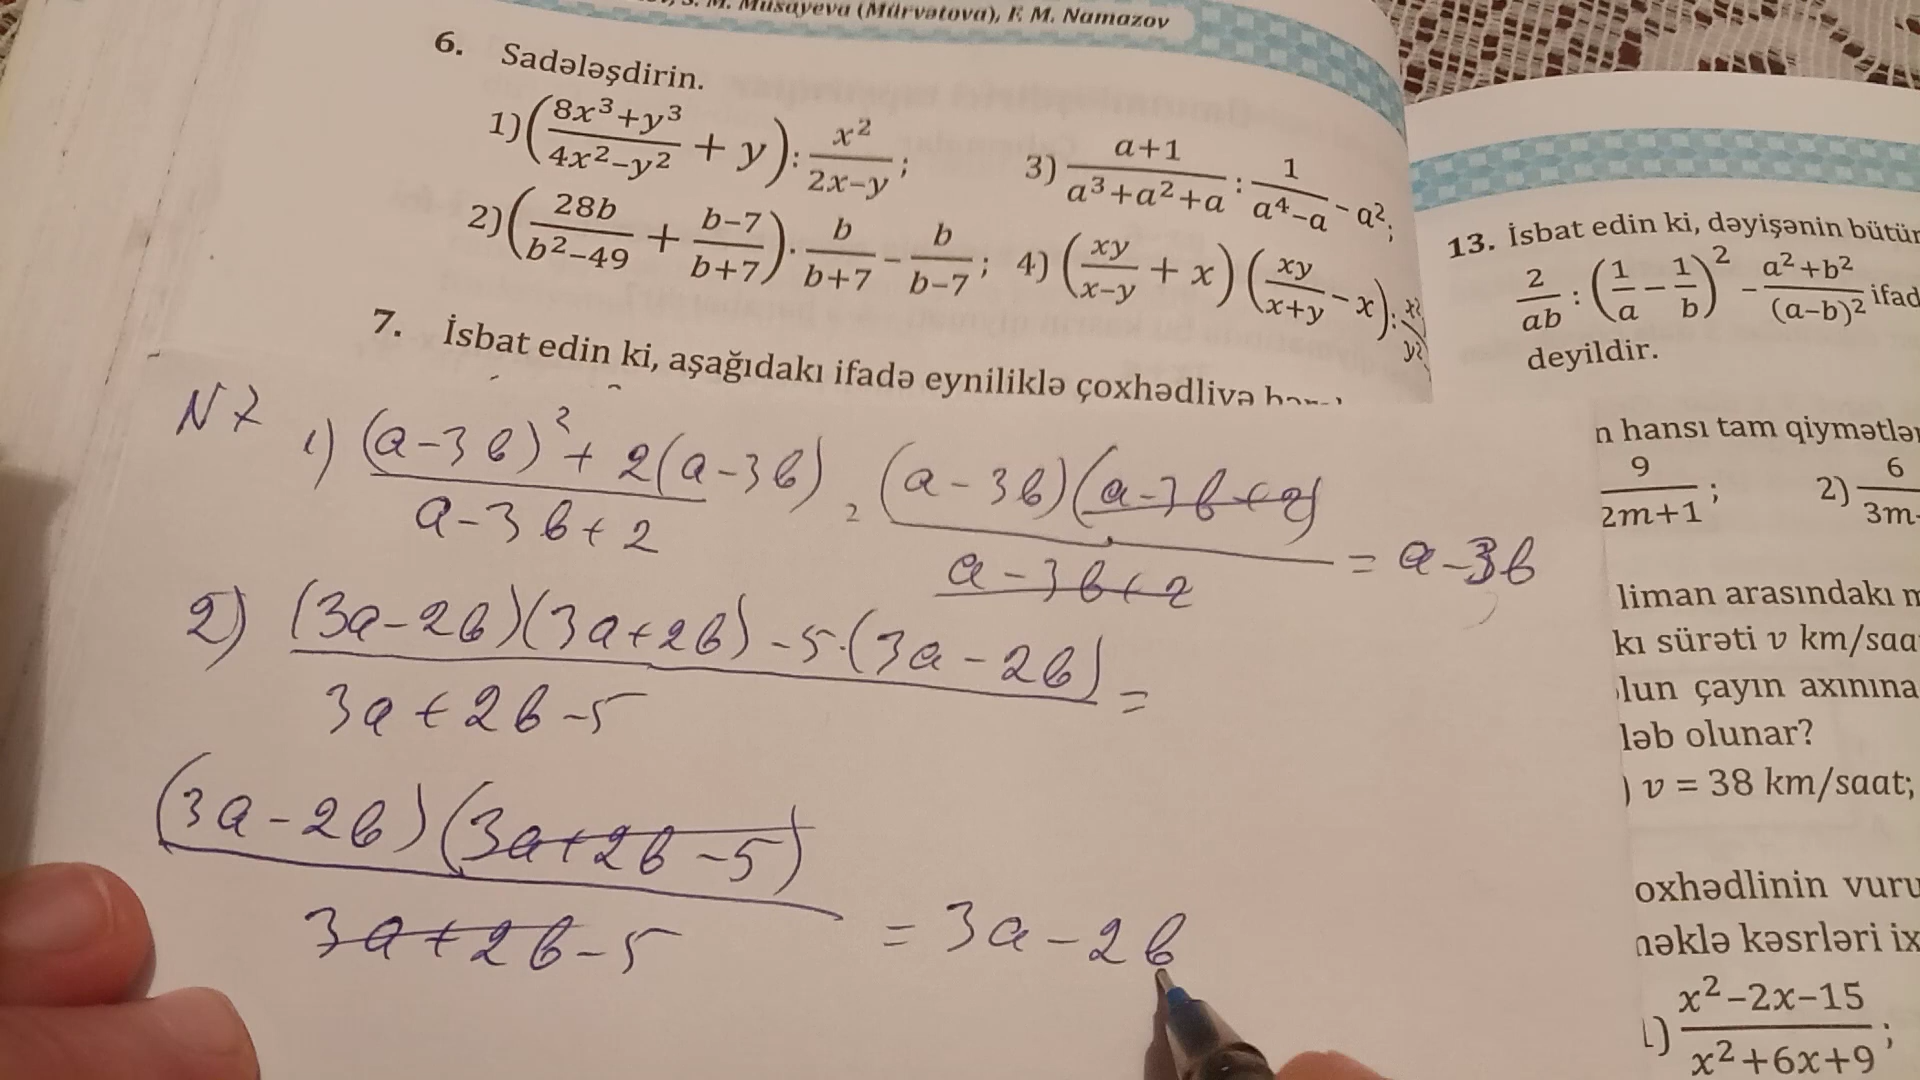 S. M. Musayeva (Mürvətova), F. M. Namazov
6. Sadələşdirin.
1) ((8x³+y³)/(4x²−y²) + y) : x²/(2x−y) ;
3) (a+1)/(a³+a²+a) : 1/(a⁴−a) − a²;
2) (28b/(b²−49) + (b−7)/(b+7)) · b/(b+7) − b/(b−7) ;
4) (xy/(x−y) + x) (xy/(x+y) − x) :
7. İsbat edin ki, aşağıdakı ifadə eyniliklə çoxhədliyə
N 7
1) ((a−3b)² + 2(a−3b))/(a−3b+2) = ((a−3b)(a−3b+2))/(a−3b+2) = a−3b
2) ((3a−2b)(3a+2b) − 5·(3a−2b))/(3a+2b−5) =
((3a−2b)(3a+2b−5))/(3a+2b−5) = 3a−2b
13. İsbat edin ki, dəyişənin bütün
2/ab : (1/a − 1/b)² − (a²+b²)/(a−b)² ifad
deyildir.
n hansı tam qiymətlər
9/(2m+1) ; 2) 6/3m-
liman arasındakı m
kı sürəti v km/saa
lun çayın axınına
ləb olunar?
) v = 38 km/saat;
oxhədlinin vuru
nəklə kəsrləri ix
1) (x²−2x−15)/(x²+6x+9) ;